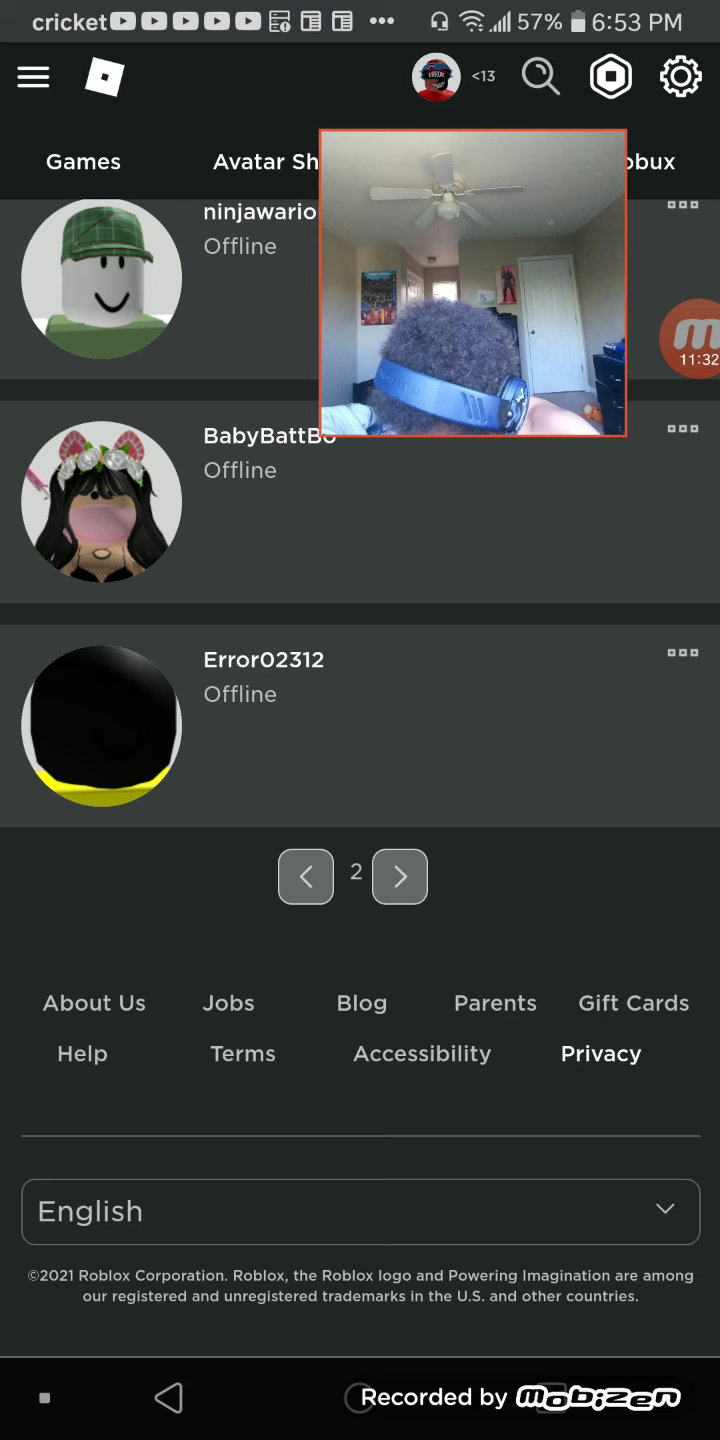 cricket 57% 6:53 PM
<13
Games Avatar Sh obux
ninjawario
Offline
11:32
BabyBattBo
Offline
Error02312
Offline
2
About Us Jobs Blog Parents Gift Cards
Help Terms Accessibility Privacy
English
©2021 Roblox Corporation. Roblox, the Roblox logo and Powering Imagination are among
our registered and unregistered trademarks in the U.S. and other countries.
Recorded by mobizen